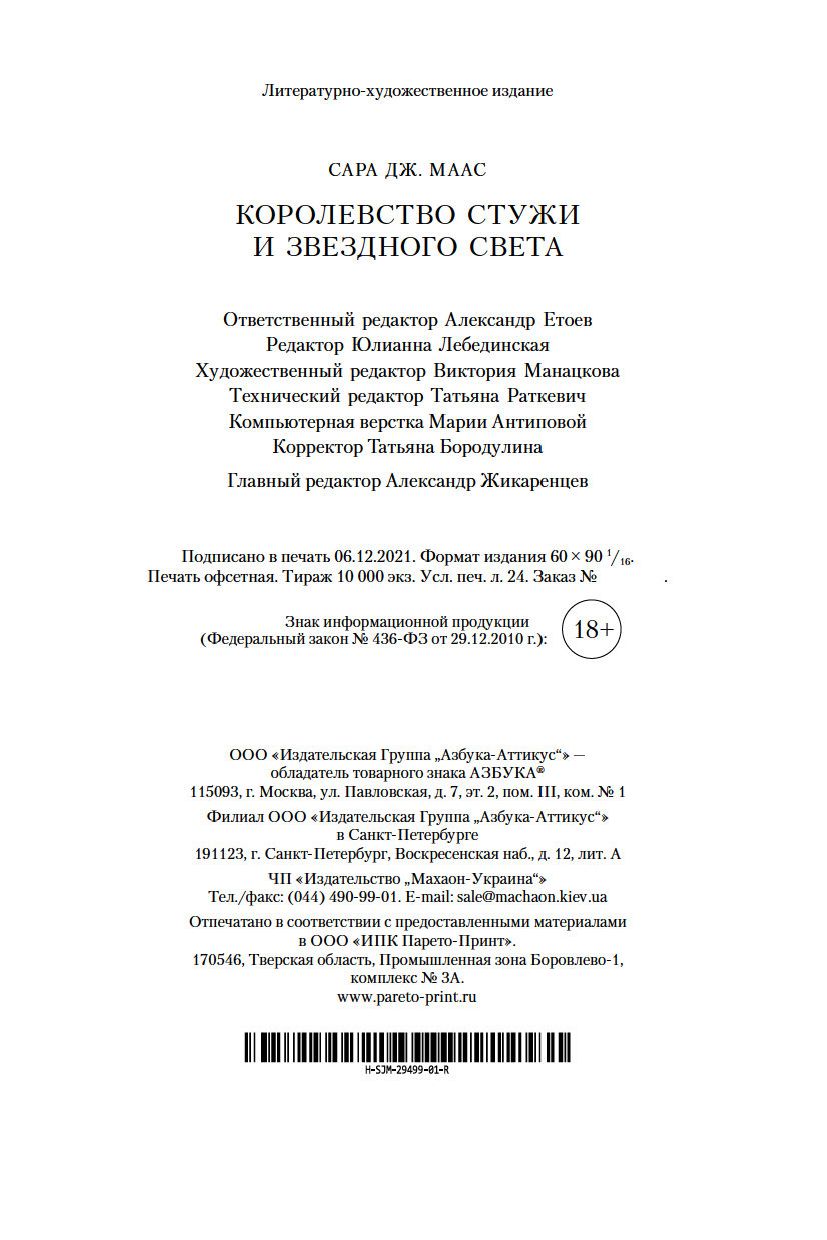 Литературно-художественное издание
САРА ДЖ. МААС
КОРОЛЕВСТВО СТУЖИ
И ЗВЕЗДНОГО СВЕТА
Ответственный редактор Александр Етоев
Редактор Юлианна Лебединская
Художественный редактор Виктория Манацкова
Технический редактор Татьяна Раткевич
Компьютерная верстка Марии Антиповой
Корректор Татьяна Бородулина
Главный редактор Александр Жикаренцев
Подписано в печать 06.12.2021. Формат издания 60 × 90 1/16.
Печать офсетная. Тираж 10 000 экз. Усл. печ. л. 24. Заказ № .
Знак информационной продукции
(Федеральный закон № 436-ФЗ от 29.12.2010 г.):
18+
ООО «Издательская Группа „Азбука-Аттикус“» —
обладатель товарного знака АЗБУКА®
115093, г. Москва, ул. Павловская, д. 7, эт. 2, пом. III, ком. № 1
Филиал ООО «Издательская Группа „Азбука-Аттикус“»
в Санкт-Петербурге
191123, г. Санкт-Петербург, Воскресенская наб., д. 12, лит. А
ЧП «Издательство „Махаон-Украина“»
Тел./факс: (044) 490-99-01. E-mail: sale@machaon.kiev.ua
Отпечатано в соответствии с предоставленными материалами
в ООО «ИПК Парето-Принт».
170546, Тверская область, Промышленная зона Боровлево-1,
комплекс № 3А.
www.pareto-print.ru
H-SJM-29499-01-R